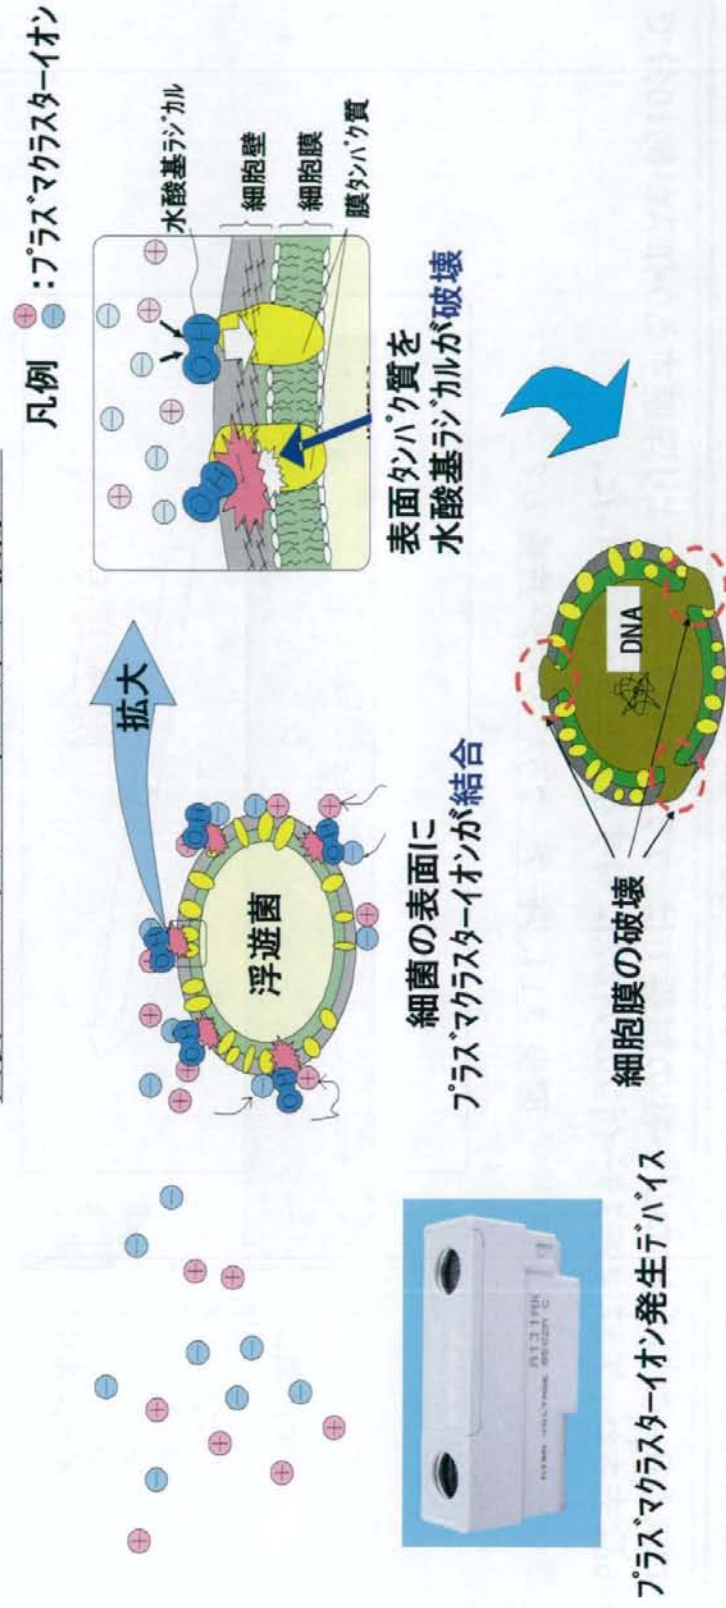 凡例
：プラズマクラスターイオン
拡大
水酸基ラジカル
細胞壁
細胞膜
膜タンパク質
浮遊菌
細菌の表面に
プラズマクラスターイオンが結合
表面タンパク質を
水酸基ラジカルが破壊
プラズマクラスターイオン発生デバイス
細胞膜の破壊
DNA